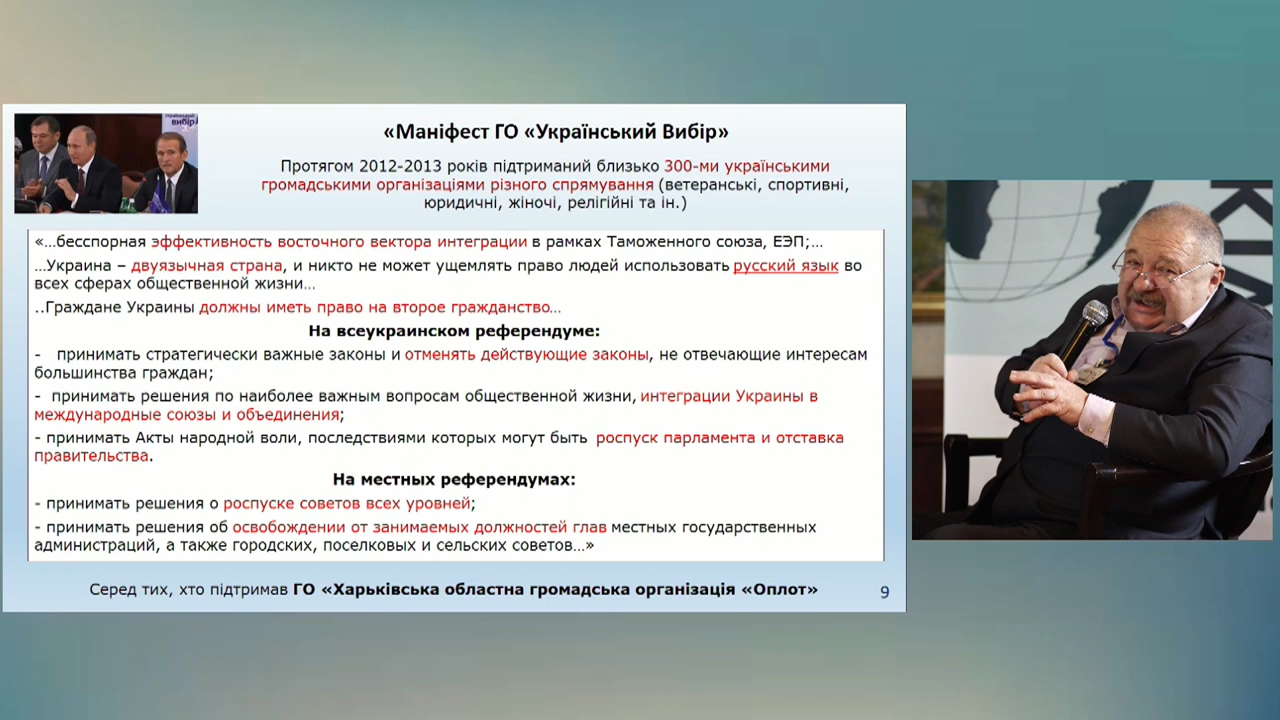 український
вибір
«Маніфест ГО «Український Вибір»
Протягом 2012-2013 років підтриманий близько 300-ми українськими
громадськими організаціями різного спрямування (ветеранські, спортивні,
юридичні, жіночі, релігійні та ін.)
«…бесспорная эффективность восточного вектора интеграции в рамках Таможенного союза, ЕЭП;…
…Украина – двуязычная страна, и никто не может ущемлять право людей использовать русский язык во
всех сферах общественной жизни…
..Граждане Украины должны иметь право на второе гражданство…
На всеукраинском референдуме:
- принимать стратегически важные законы и отменять действующие законы, не отвечающие интересам
большинства граждан;
- принимать решения по наиболее важным вопросам общественной жизни, интеграции Украины в
международные союзы и объединения;
- принимать Акты народной воли, последствиями которых могут быть роспуск парламента и отставка
правительства.
На местных референдумах:
- принимать решения о роспуске советов всех уровней;
- принимать решения об освобождении от занимаемых должностей глав местных государственных
администраций, а также городских, поселковых и сельских советов…»
Серед тих, хто підтримав ГО «Харьківська областна громадська організація «Оплот»
9